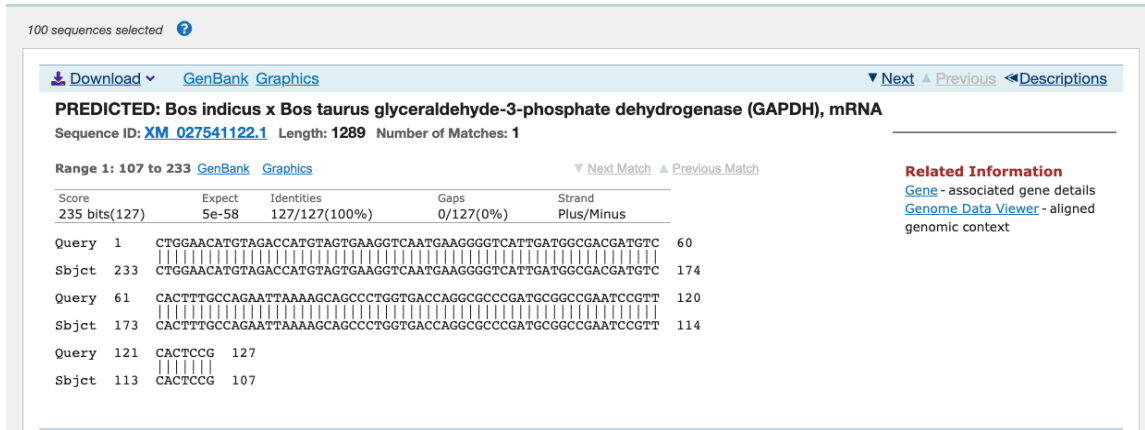 100 sequences selected ?
Download GenBank Graphics Next Previous Descriptions
PREDICTED: Bos indicus x Bos taurus glyceraldehyde-3-phosphate dehydrogenase (GAPDH), mRNA
Sequence ID: XM_027541122.1 Length: 1289 Number of Matches: 1
Range 1: 107 to 233 GenBank Graphics Next Match Previous Match
Score Expect Identities Gaps Strand
235 bits(127) 5e-58 127/127(100%) 0/127(0%) Plus/Minus
Query 1 CTGGAACATGTAGACCATGTAGTGAAGGTCAATGAAGGGGTCATTGATGGCGACGATGTC 60
Sbjct 233 CTGGAACATGTAGACCATGTAGTGAAGGTCAATGAAGGGGTCATTGATGGCGACGATGTC 174
Query 61 CACTTTGCCAGAATTAAAAGCAGCCCTGGTGACCAGGCGCCCGATGCGGCCGAATCCGTT 120
Sbjct 173 CACTTTGCCAGAATTAAAAGCAGCCCTGGTGACCAGGCGCCCGATGCGGCCGAATCCGTT 114
Query 121 CACTCCG 127
Sbjct 113 CACTCCG 107
Related Information
Gene - associated gene details
Genome Data Viewer - aligned
genomic context